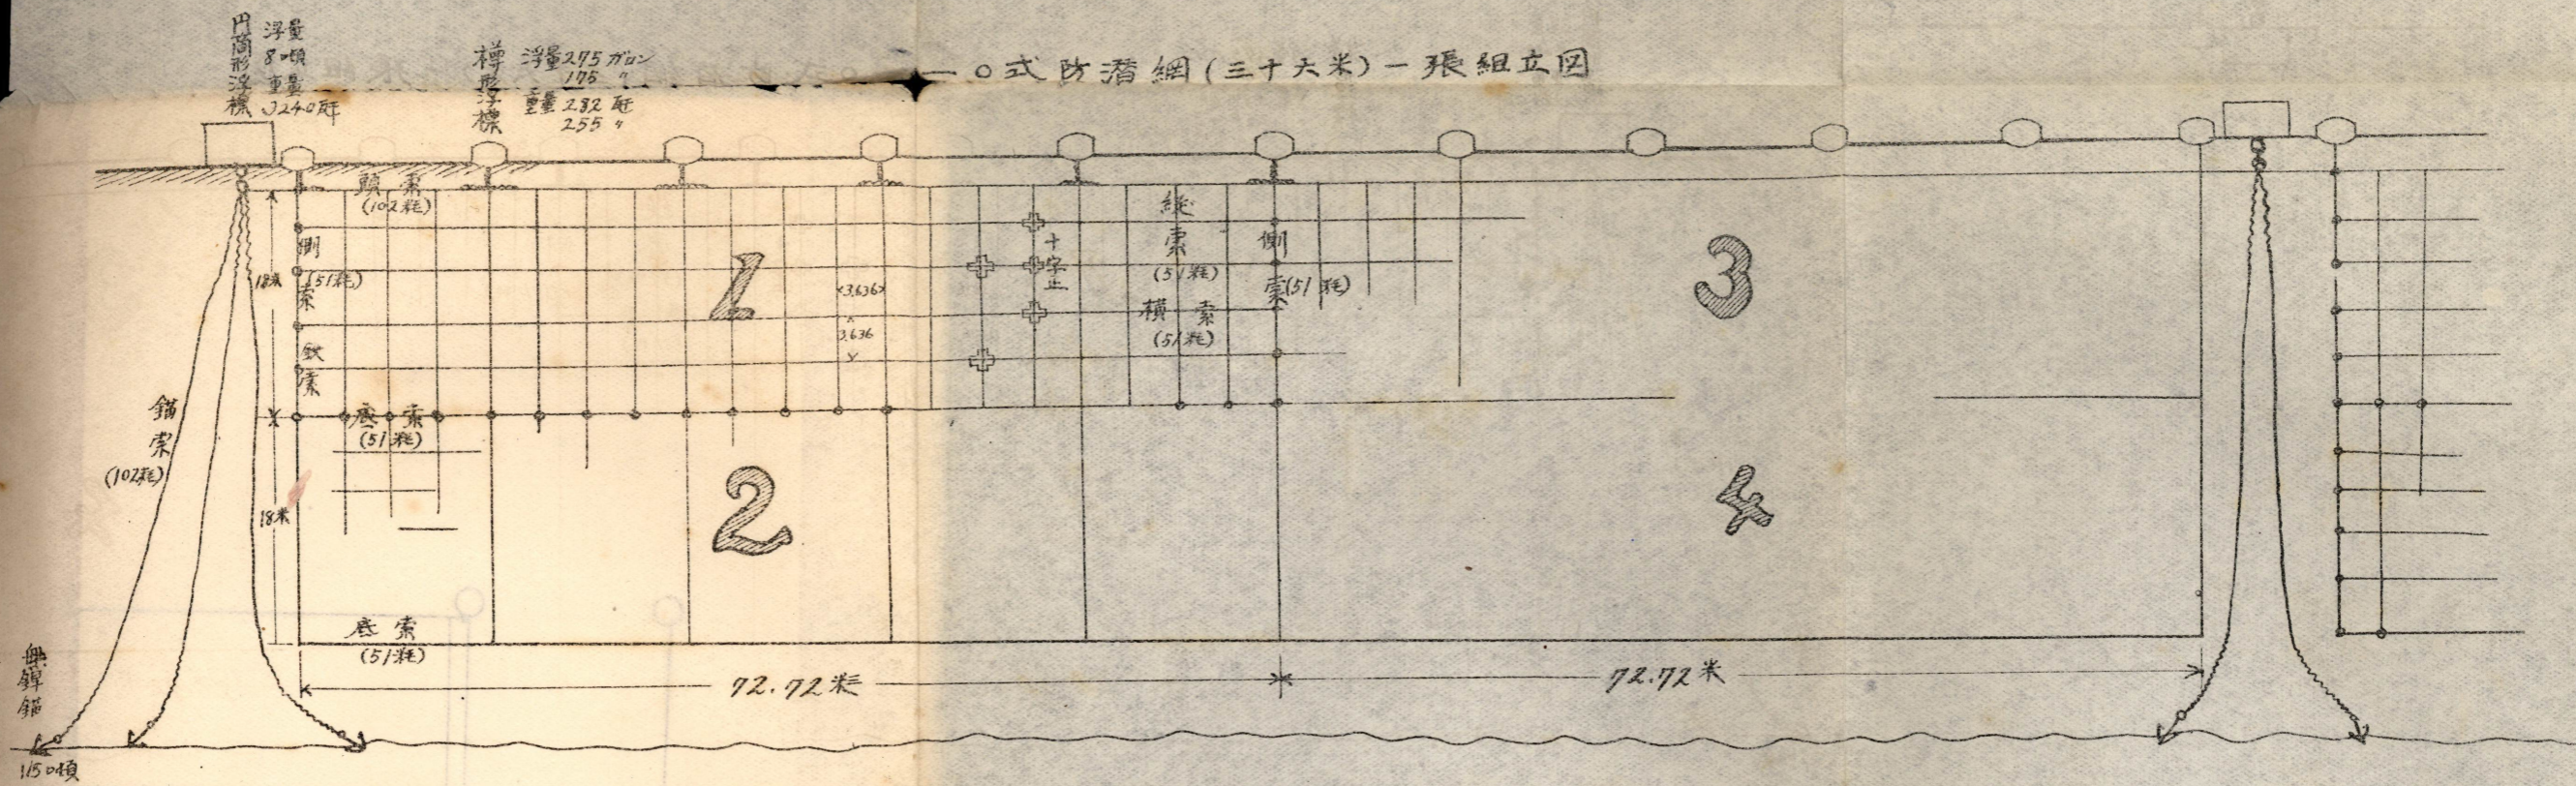 一〇式防潜網(三十六米)一張組立図
円筒形浮標
浮量
8噸
重量
3240瓩
樽形浮標
浮量275ガロン
175 〃
重量282瓩
255 〃
頭索
(102粍)
側索
(51粍)
18米
鉄索
1
<3.636>
3.636
十字止
縦索
(51粍)
横索
(51粍)
側索(51粍)
3
錨索
(102粍)
底索
(51粍)
18米
2
4
底索
(51粍)
72.72米
72.72米
無錨